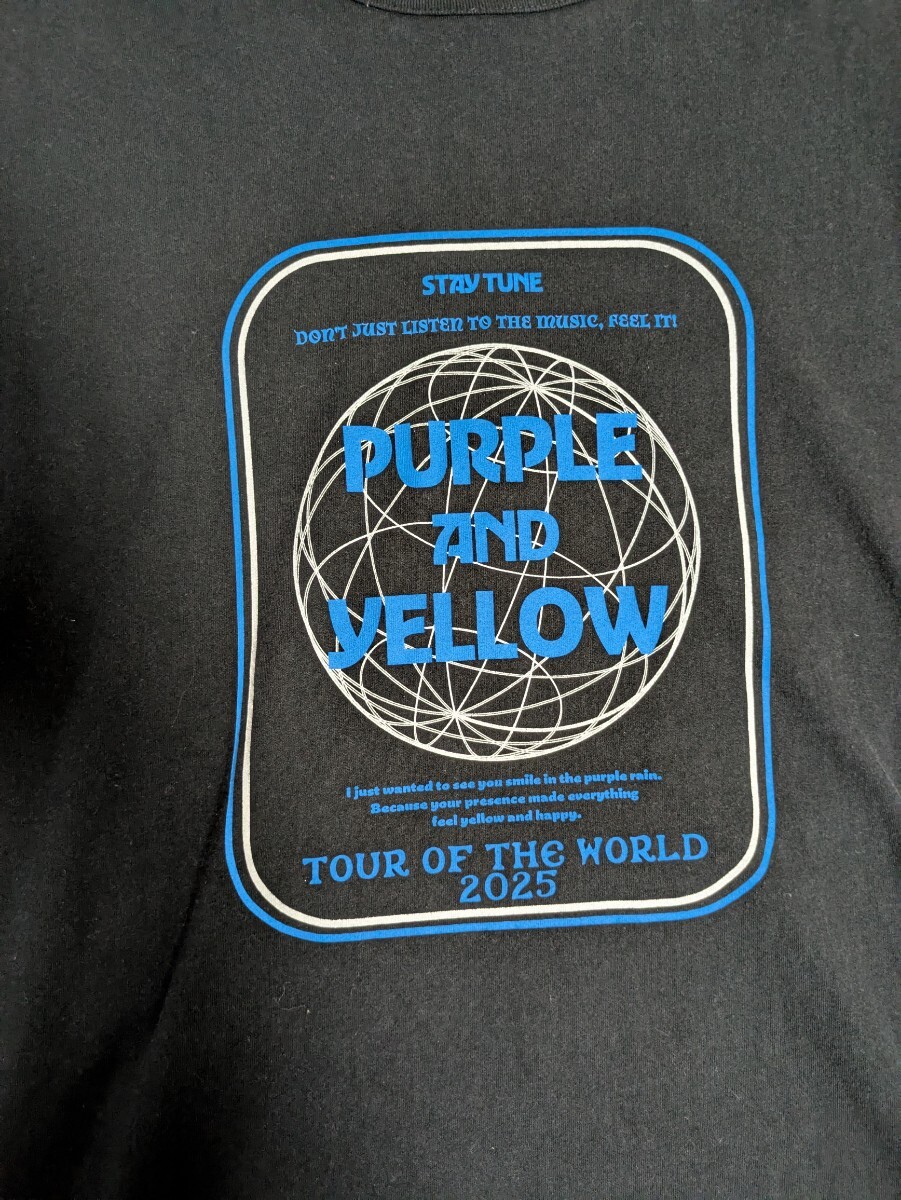 STAY TUNE
DON'T JUST LISTEN TO THE MUSIC, FEEL IT!
PURPLE
AND
YELLOW
I just wanted to see you smile in the purple rain.
Because your presence made everything
feel yellow and happy.
TOUR OF THE WORLD
2025